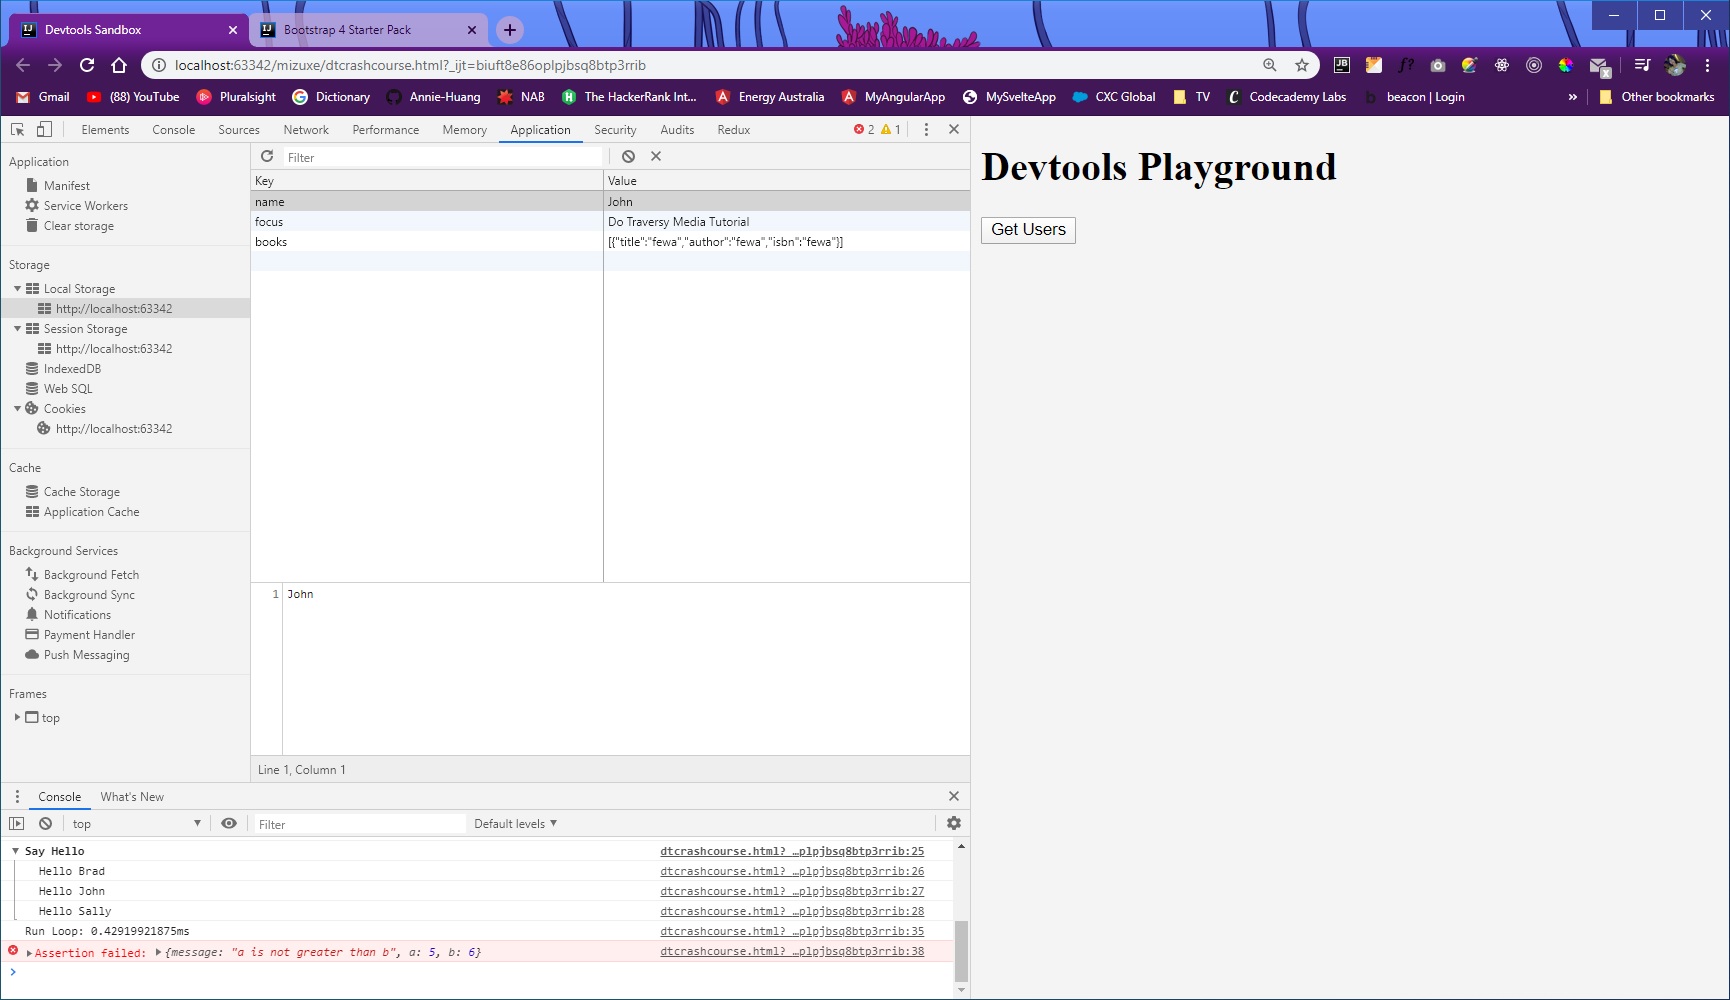 Devtools Sandbox
Bootstrap 4 Starter Pack
localhost:63342/mizuxe/dtcrashcourse.html?_ijt=biuft8e86oplpjbsq8btp3rrib
Gmail (88) YouTube Pluralsight Dictionary Annie-Huang NAB The HackerRank Int... Energy Australia MyAngularApp MySvelteApp CXC Global TV Codecademy Labs beacon | Login » Other bookmarks
Elements Console Sources Network Performance Memory Application Security Audits Redux 2 1
Application
Manifest
Service Workers
Clear storage
Storage
Local Storage
http://localhost:63342
Session Storage
http://localhost:63342
IndexedDB
Web SQL
Cookies
http://localhost:63342
Cache
Cache Storage
Application Cache
Background Services
Background Fetch
Background Sync
Notifications
Payment Handler
Push Messaging
Frames
top
Filter
Key Value
name John
focus Do Traversy Media Tutorial
books [{"title":"fewa","author":"fewa","isbn":"fewa"}]
1 John
Line 1, Column 1
Devtools Playground
Get Users
Console What's New
top Filter Default levels
Say Hello dtcrashcourse.html?_…plpjbsq8btp3rrib:25
Hello Brad dtcrashcourse.html?_…plpjbsq8btp3rrib:26
Hello John dtcrashcourse.html?_…plpjbsq8btp3rrib:27
Hello Sally dtcrashcourse.html?_…plpjbsq8btp3rrib:28
Run Loop: 0.42919921875ms dtcrashcourse.html?_…plpjbsq8btp3rrib:35
Assertion failed: {message: "a is not greater than b", a: 5, b: 6} dtcrashcourse.html?_…plpjbsq8btp3rrib:38